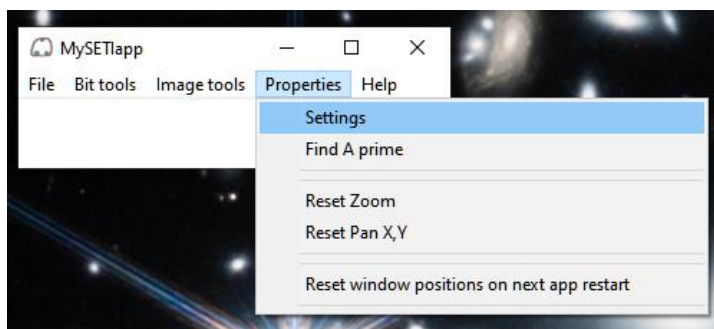 MySETIapp
File Bit tools Image tools Properties Help
Settings
Find A prime
Reset Zoom
Reset Pan X,Y
Reset window positions on next app restart